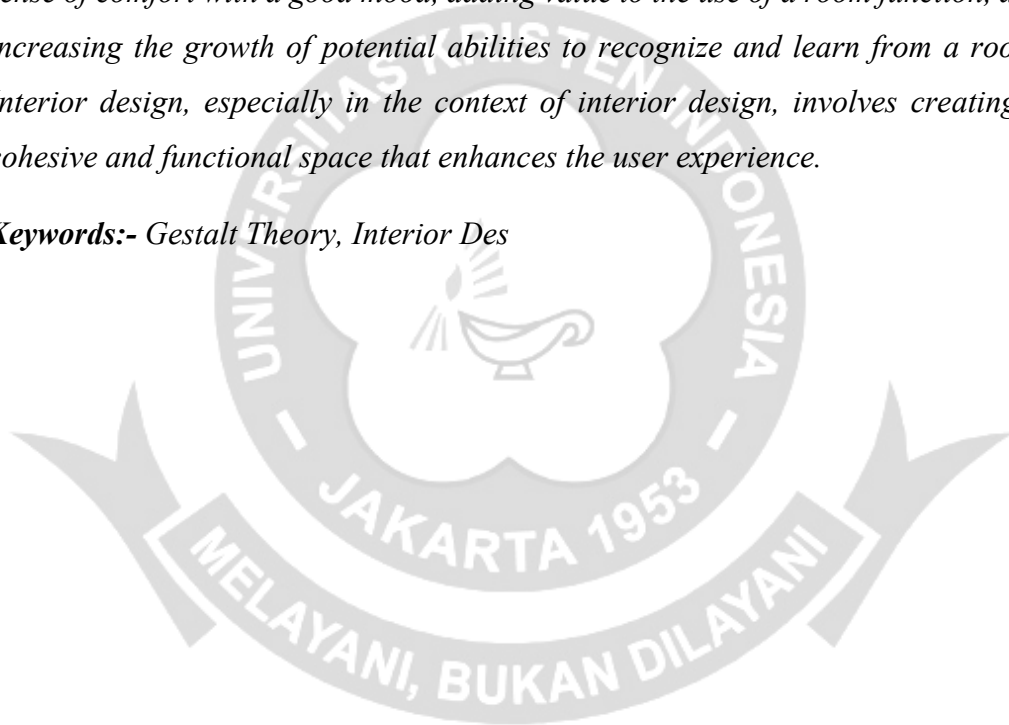 sense of comfort with a good mood, adding value to the use of a room function, a
increasing the growth of potential abilities to recognize and learn from a roo
Interior design, especially in the context of interior design, involves creating
cohesive and functional space that enhances the user experience.
Keywords:- Gestalt Theory, Interior Des
UNIVERSITAS KRISTEN INDONESIA
JAKARTA 1953
MELAYANI, BUKAN DILAYANI